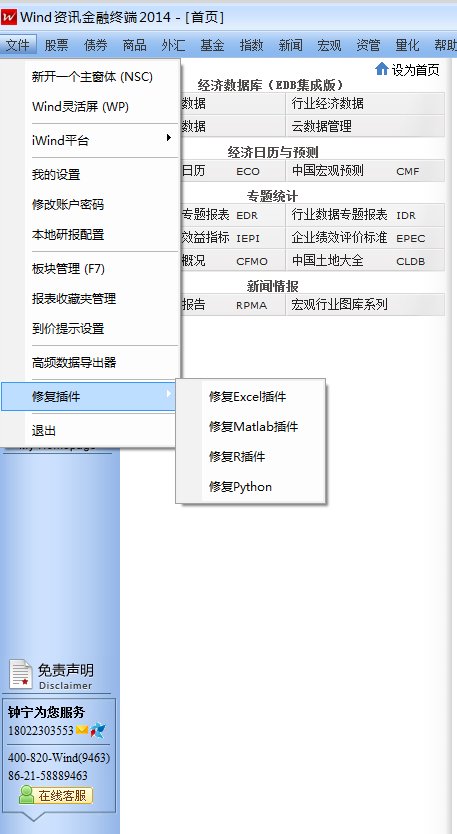 Wind资讯金融终端2014 - [首页]
文件 股票 债券 商品 外汇 基金 指数 新闻 宏观 资管 量化 帮助
设为首页
新开一个主窗体 (NSC)
Wind灵活屏 (WP)
iWind平台
我的设置
修改账户密码
本地研报配置
板块管理 (F7)
报表收藏夹管理
到价提示设置
高频数据导出器
修复插件
退出
修复Excel插件
修复Matlab插件
修复R插件
修复Python
经济数据库（EDB集成版）
数据 行业经济数据
数据 云数据管理
经济日历与预测
日历 ECO 中国宏观预测 CMF
专题统计
专题报表 EDR 行业数据专题报表 IDR
效益指标 IEPI 企业绩效评价标准 EPEC
概况 CFMO 中国土地大全 CLDB
新闻情报
报告 RPMA 宏观行业图库系列
My Homepage
免责声明
Disclaimer
钟宁为您服务
18022303553
400-820-Wind(9463)
86-21-58889463
在线客服